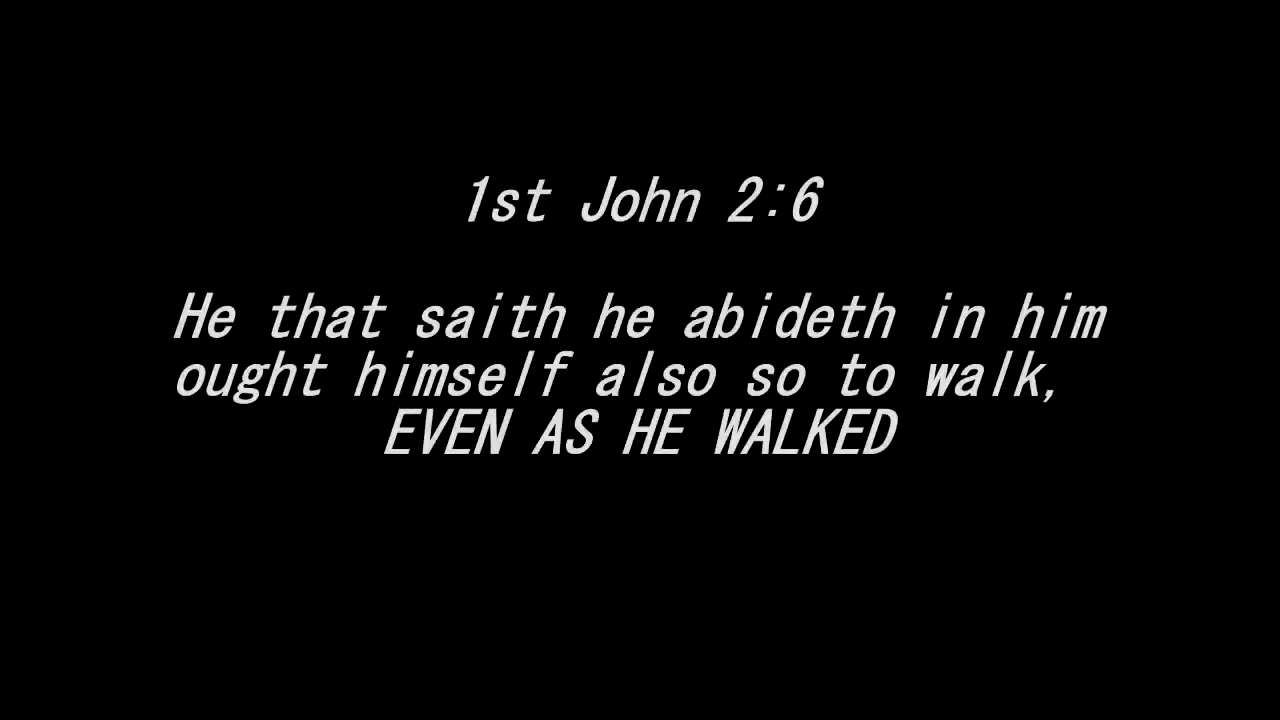 1st John 2:6
He that saith he abideth in him
ought himself also so to walk,
EVEN AS HE WALKED